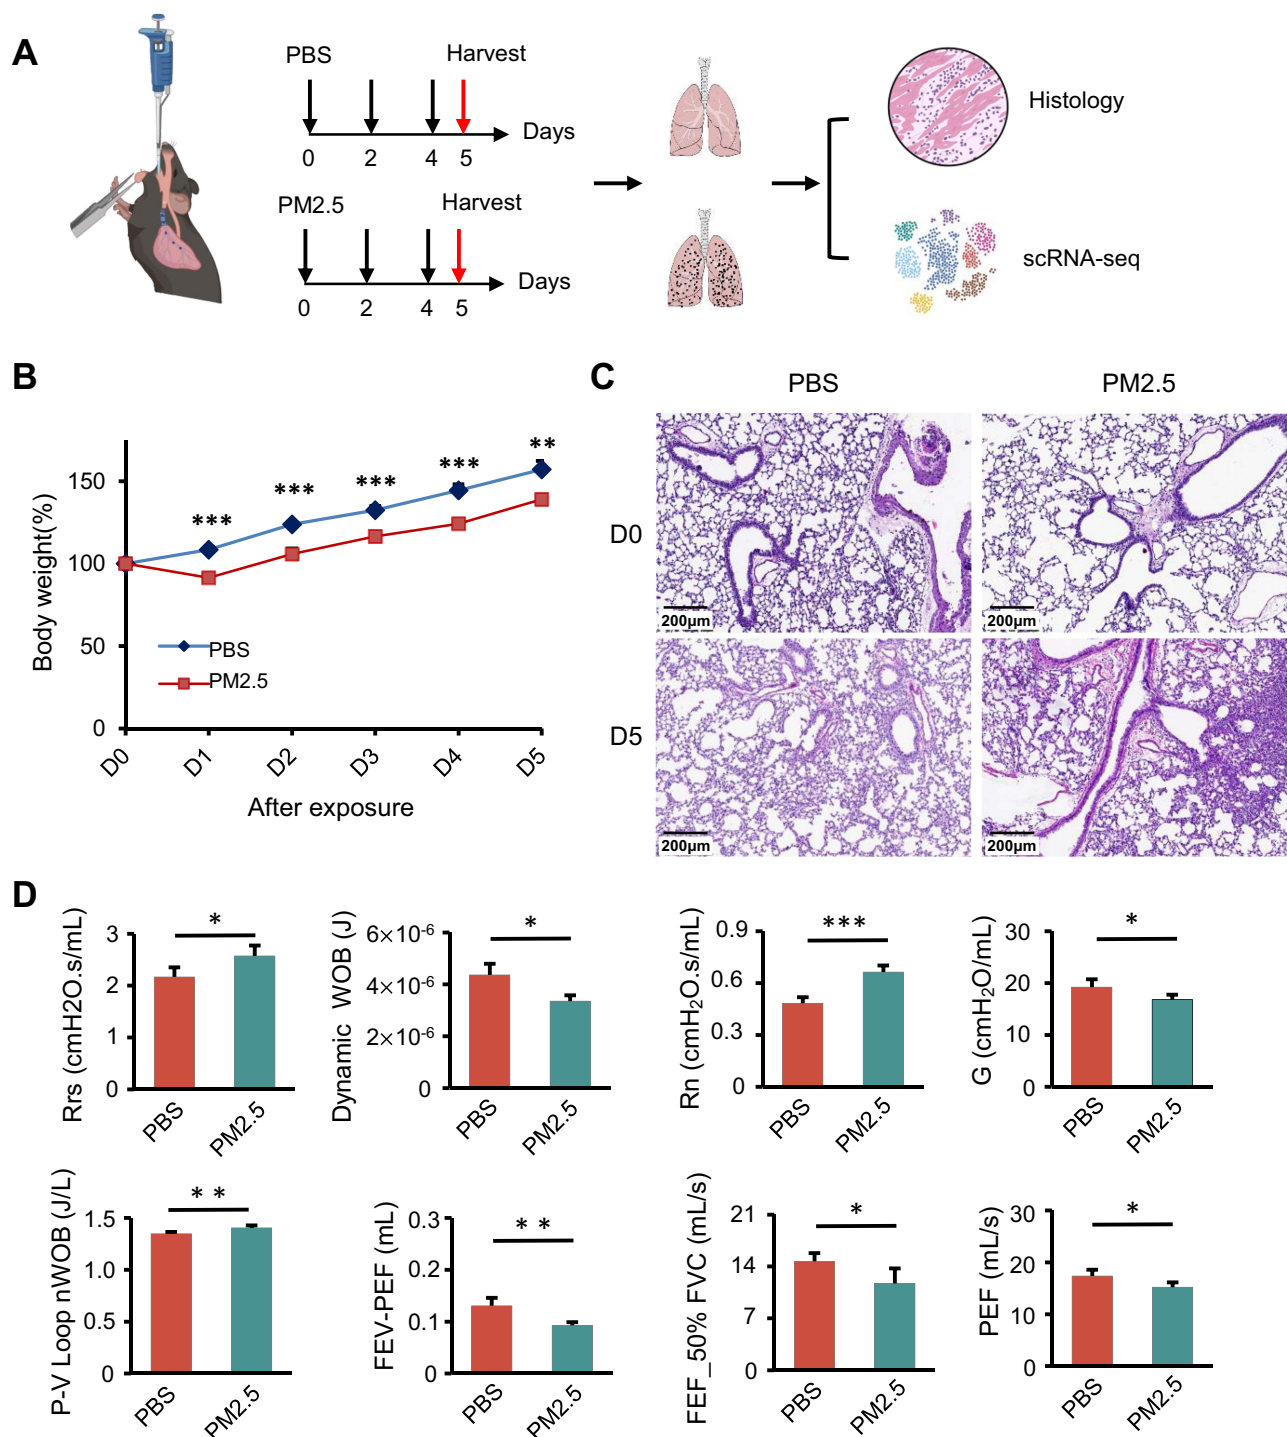 A
PBS
Harvest
Days
0 2 4 5
PM2.5
Harvest
Days
0 2 4 5
Histology
scRNA-seq
B
Body weight(%)
150
100
50
0
***
***
***
***
**
PBS
PM2.5
D0 D1 D2 D3 D4 D5
After exposure
C
PBS PM2.5
D0
200μm
200μm
D5
200μm
200μm
D
Rrs (cmH2O.s/mL)
3
2
1
0
*
PBS PM2.5
Dynamic WOB (J)
6×10⁻⁶
4×10⁻⁶
2×10⁻⁶
0
*
PBS PM2.5
Rn (cmH₂O.s/mL)
0.9
0.6
0.3
0
***
PBS PM2.5
G (cmH₂O/mL)
30
20
10
0
*
PBS PM2.5
P-V Loop nWOB (J/L)
1.5
1.0
0.5
0
**
PBS PM2.5
FEV-PEF (mL)
0.3
0.2
0.1
0
**
PBS PM2.5
FEF_50% FVC (mL/s)
21
14
7
0
*
PBS PM2.5
PEF (mL/s)
30
20
10
0
*
PBS PM2.5